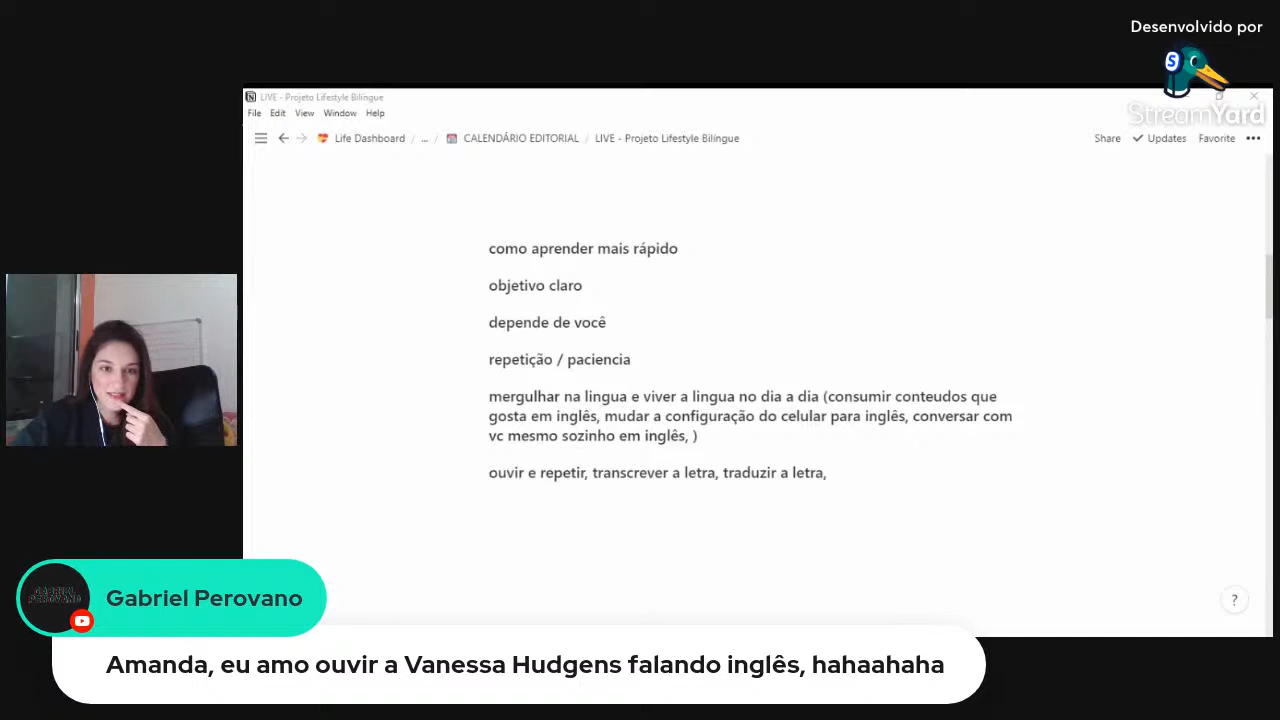 Desenvolvido por
S
StreamYard
LIVE - Projeto Lifestyle Bilíngue
File Edit View Window Help
Life Dashboard / ... / CALENDÁRIO EDITORIAL / LIVE - Projeto Lifestyle Bilíngue
Share Updates Favorite •••
como aprender mais rápido
objetivo claro
depende de você
repetição / paciencia
mergulhar na lingua e viver a lingua no dia a dia (consumir conteudos que
gosta em inglês, mudar a configuração do celular para inglês, conversar com
vc mesmo sozinho em inglês, )
ouvir e repetir, transcrever a letra, traduzir a letra,
?
GABRIEL
PEROVANO
Gabriel Perovano
Amanda, eu amo ouvir a Vanessa Hudgens falando inglês, hahaahaha